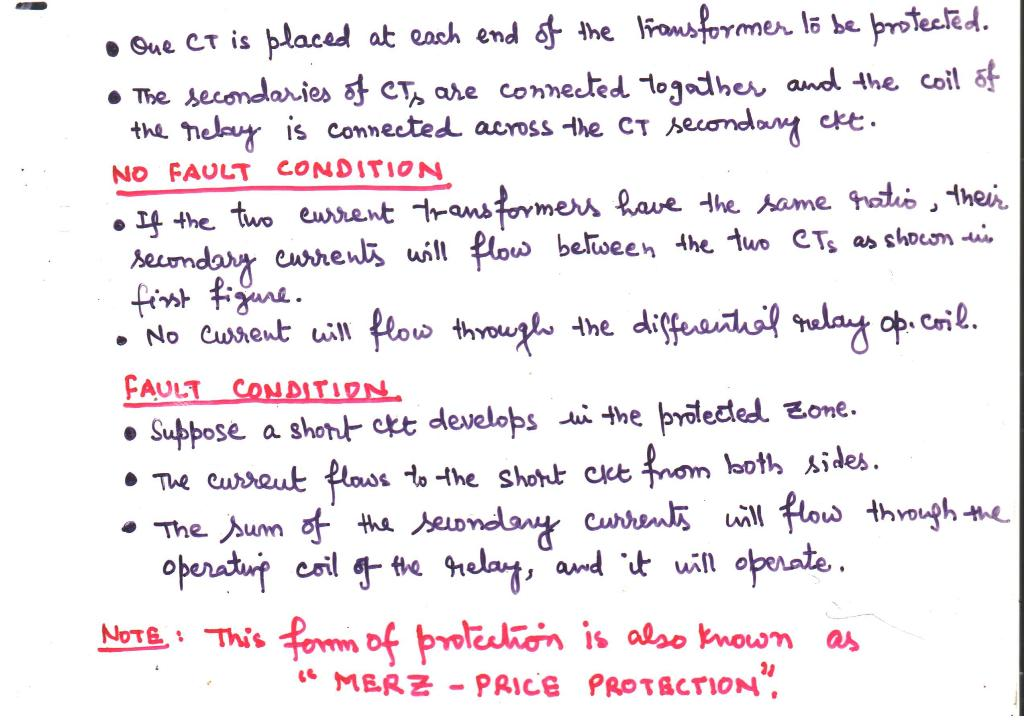 • One CT is placed at each end of the transformer to be protected.
• The secondaries of CTs are connected togather and the coil of
the relay is connected across the CT secondary ckt.
NO FAULT CONDITION
• If the two current transformers have the same ratio, their
secondary currents will flow between the two CTs as shown in
first figure.
• No current will flow through the differential relay op. coil.
FAULT CONDITION
• Suppose a short ckt develops in the protected zone.
• The current flows to the short ckt from both sides.
• The sum of the secondary currents will flow through the
operating coil of the relay, and it will operate.
NOTE: This form of protection is also known as
"MERZ - PRICE PROTECTION".